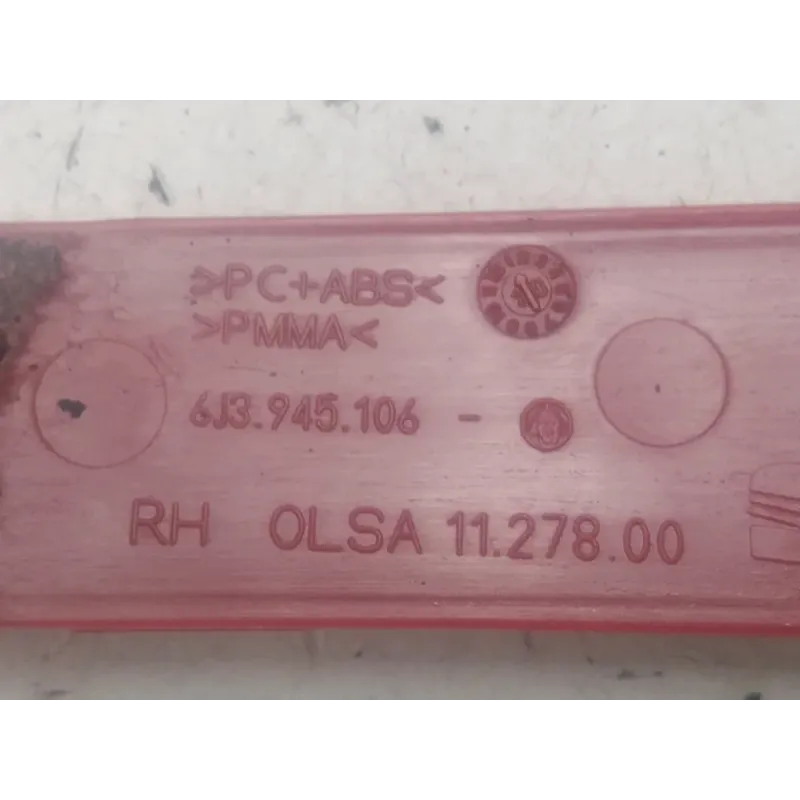 >PC+ABS<
>PMMA<
6J3.945.106 -
RH OLSA 11.278.00